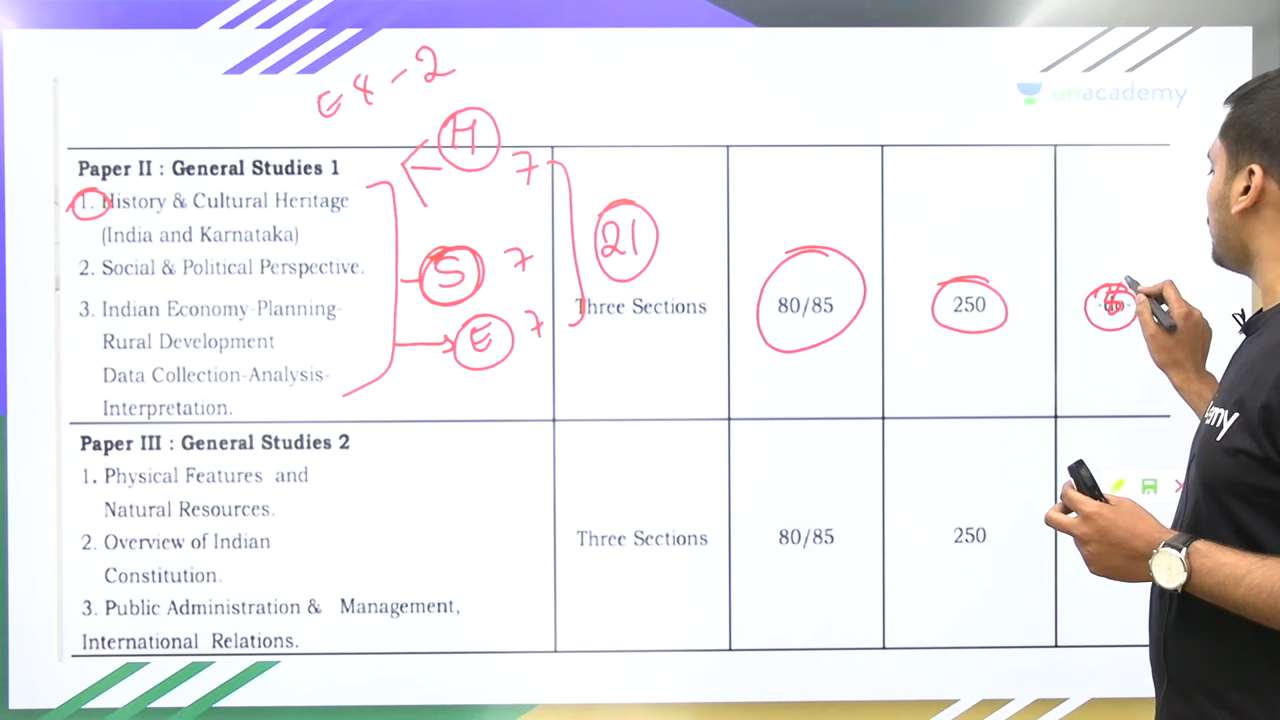 unacademy
H
7
Paper II : General Studies 1
1. History & Cultural Heritage
(India and Karnataka)
2. Social & Political Perspective.
3. Indian Economy-Planning-
Rural Development
Data Collection-Analysis-
Interpretation.
S
7
E
7
21
Three Sections
80/85
250
Paper III : General Studies 2
1. Physical Features and
Natural Resources.
2. Overview of Indian
Constitution.
3. Public Administration & Management,
International Relations.
Three Sections
80/85
250